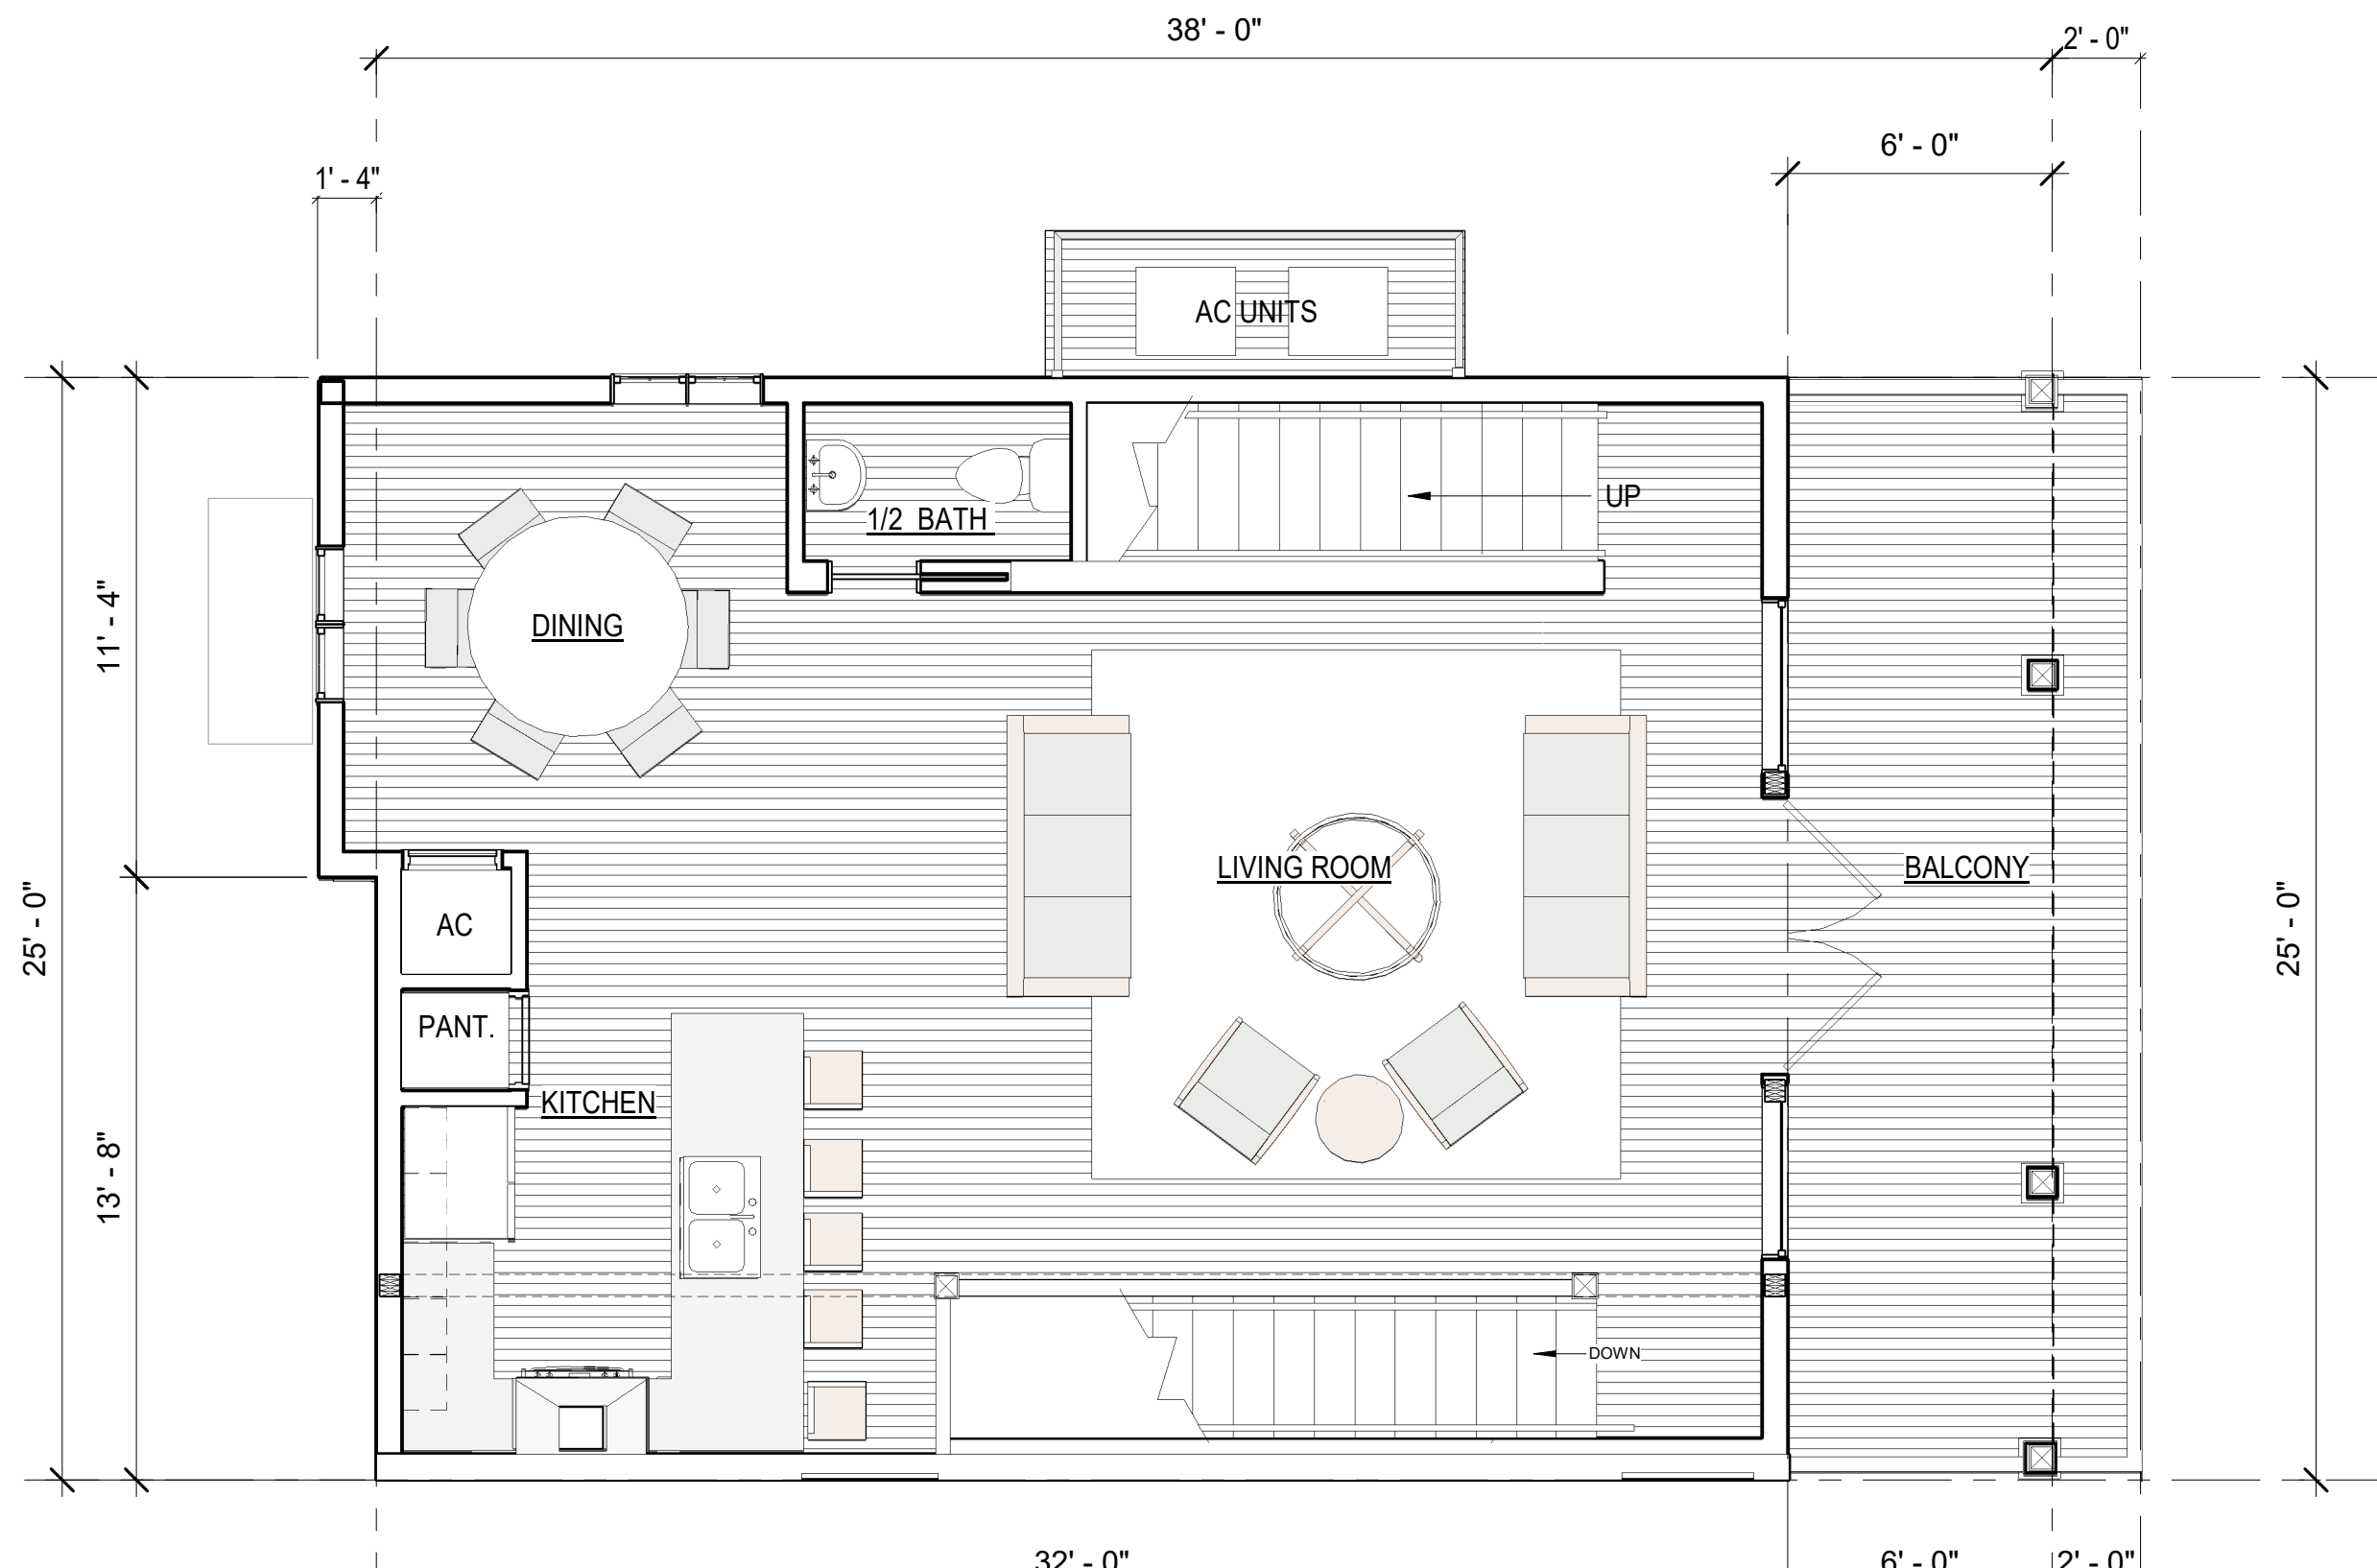 38' - 0"
2' - 0"
6' - 0"
1' - 4"
AC UNITS
UP
1/2 BATH
DINING
11' - 4"
LIVING ROOM
BALCONY
25' - 0"
AC
25' - 0"
PANT.
KITCHEN
13' - 8"
DOWN
32' - 0"
6' - 0"
2' - 0"